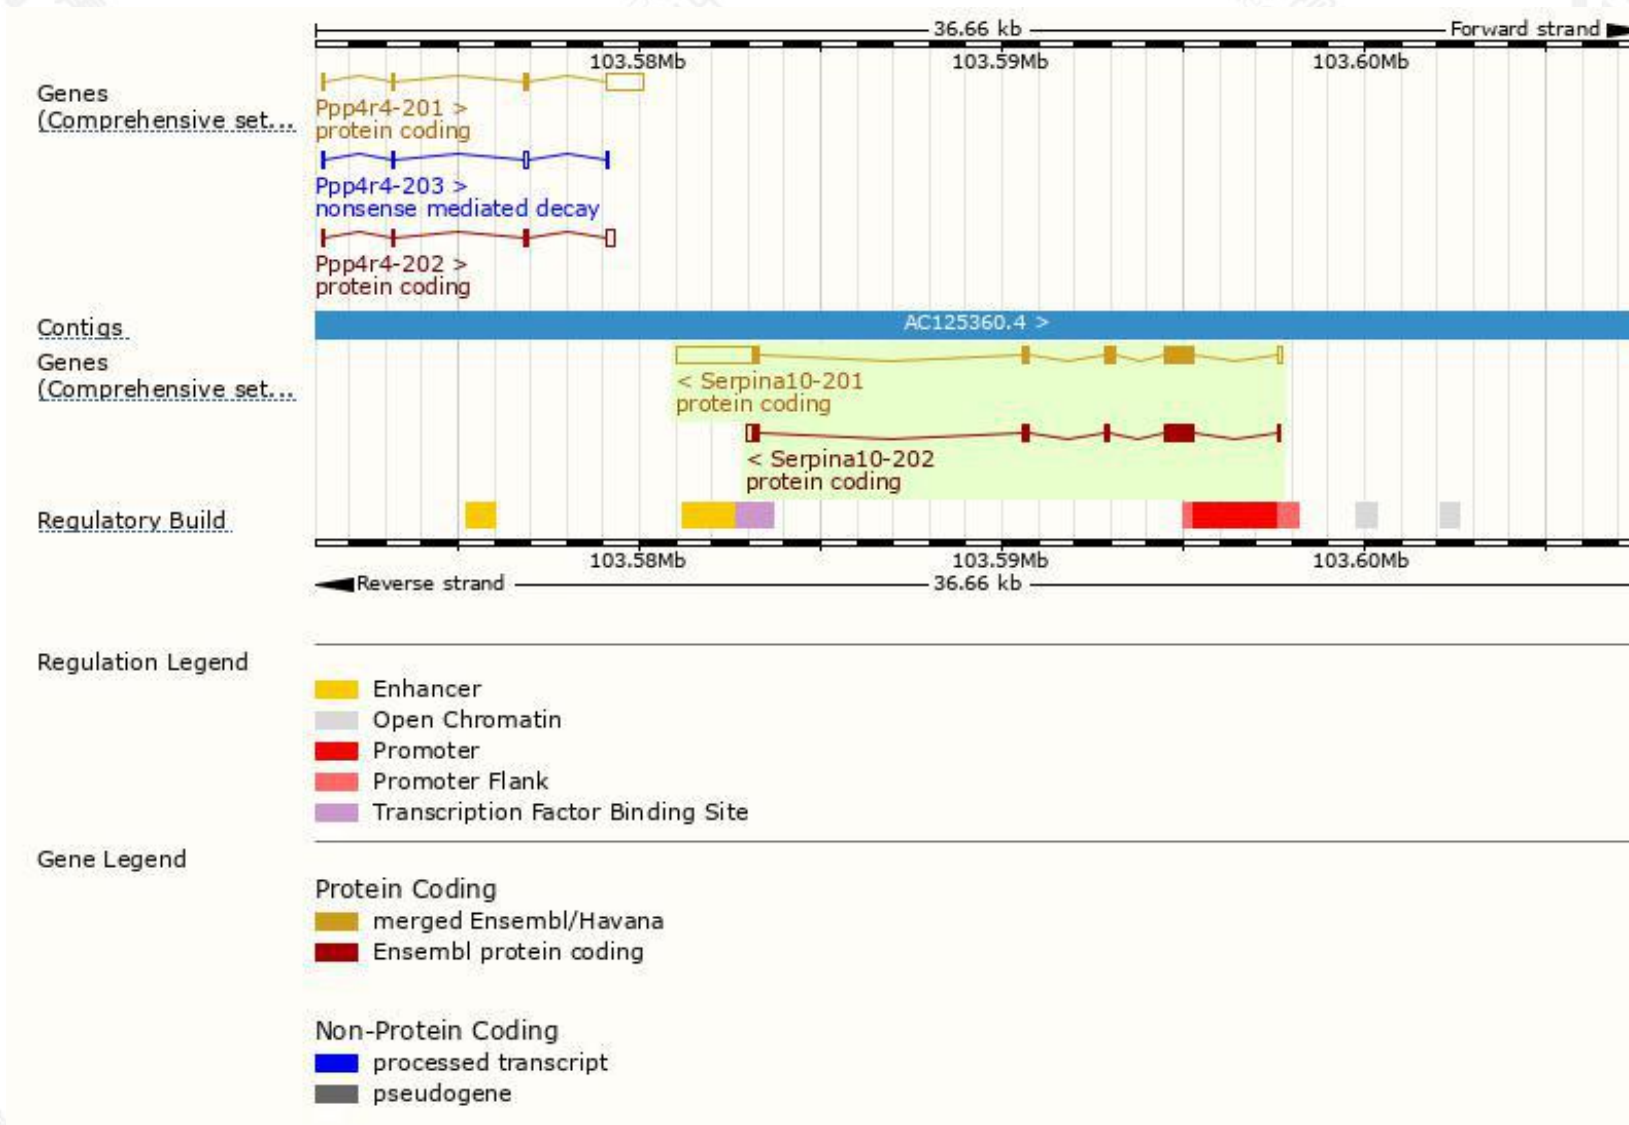 36.66 kb
Forward strand
103.58Mb
103.59Mb
103.60Mb
Genes
(Comprehensive set...
Ppp4r4-201 >
protein coding
Ppp4r4-203 >
nonsense mediated decay
Ppp4r4-202 >
protein coding
Contigs
AC125360.4 >
Genes
(Comprehensive set...
< Serpina10-201
protein coding
< Serpina10-202
protein coding
Regulatory Build
103.58Mb
103.59Mb
103.60Mb
Reverse strand
36.66 kb
Regulation Legend
Enhancer
Open Chromatin
Promoter
Promoter Flank
Transcription Factor Binding Site
Gene Legend
Protein Coding
merged Ensembl/Havana
Ensembl protein coding
Non-Protein Coding
processed transcript
pseudogene